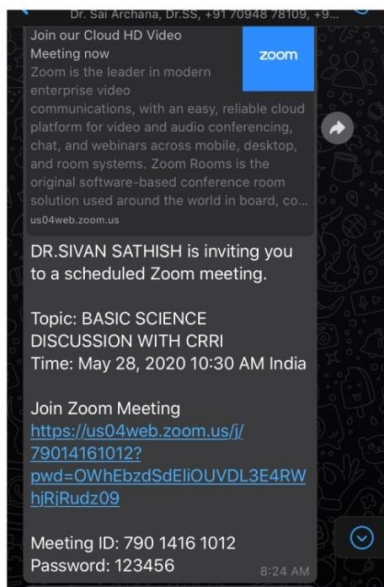 Dr. Sai Archana, Dr.SS, +91 70948 78109, +9...
Join our Cloud HD Video
Meeting now
zoom
Zoom is the leader in modern
enterprise video
communications, with an easy, reliable cloud
platform for video and audio conferencing,
chat, and webinars across mobile, desktop,
and room systems. Zoom Rooms is the
original software-based conference room
solution used around the world in board, co...
us04web.zoom.us
DR.SIVAN SATHISH is inviting you
to a scheduled Zoom meeting.
Topic: BASIC SCIENCE
DISCUSSION WITH CRRI
Time: May 28, 2020 10:30 AM India
Join Zoom Meeting
https://us04web.zoom.us/j/
79014161012?
pwd=OWhEbzdSdEliOUVDL3E4RW
hjRjRudz09
Meeting ID: 790 1416 1012
Password: 123456
8:24 AM